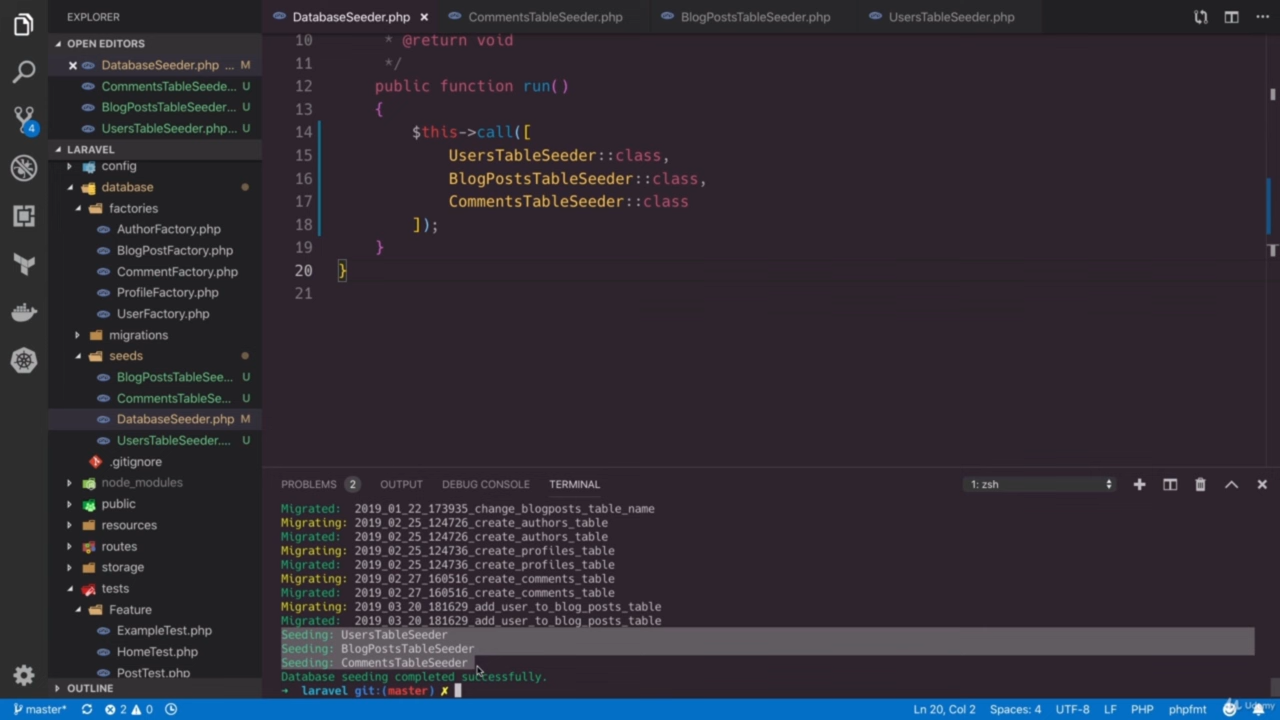 EXPLORER
OPEN EDITORS
DatabaseSeeder.php ... M
CommentsTableSeede... U
BlogPostsTableSeeder... U
UsersTableSeeder.php... U
LARAVEL
config
database
factories
AuthorFactory.php
BlogPostFactory.php
CommentFactory.php
ProfileFactory.php
UserFactory.php
migrations
seeds
BlogPostsTableSee... U
CommentsTableSe... U
DatabaseSeeder.php M
UsersTableSeeder.... U
.gitignore
node_modules
public
resources
routes
storage
tests
Feature
ExampleTest.php
HomeTest.php
PostTest.php
OUTLINE
4
DatabaseSeeder.php CommentsTableSeeder.php BlogPostsTableSeeder.php UsersTableSeeder.php
10 * @return void
11 */
12 public function run()
13 {
14 $this->call([
15 UsersTableSeeder::class,
16 BlogPostsTableSeeder::class,
17 CommentsTableSeeder::class
18 ]);
19 }
20 }
21
PROBLEMS 2 OUTPUT DEBUG CONSOLE TERMINAL 1: zsh
Migrated: 2019_01_22_173935_change_blogposts_table_name
Migrating: 2019_02_25_124726_create_authors_table
Migrated: 2019_02_25_124726_create_authors_table
Migrating: 2019_02_25_124736_create_profiles_table
Migrated: 2019_02_25_124736_create_profiles_table
Migrating: 2019_02_27_160516_create_comments_table
Migrated: 2019_02_27_160516_create_comments_table
Migrating: 2019_03_20_181629_add_user_to_blog_posts_table
Migrated: 2019_03_20_181629_add_user_to_blog_posts_table
Seeding: UsersTableSeeder
Seeding: BlogPostsTableSeeder
Seeding: CommentsTableSeeder
Database seeding completed successfully.
➜ laravel git:(master) ✗
master* 2 0 Ln 20, Col 2 Spaces: 4 UTF-8 LF PHP phpfmt
Udemy